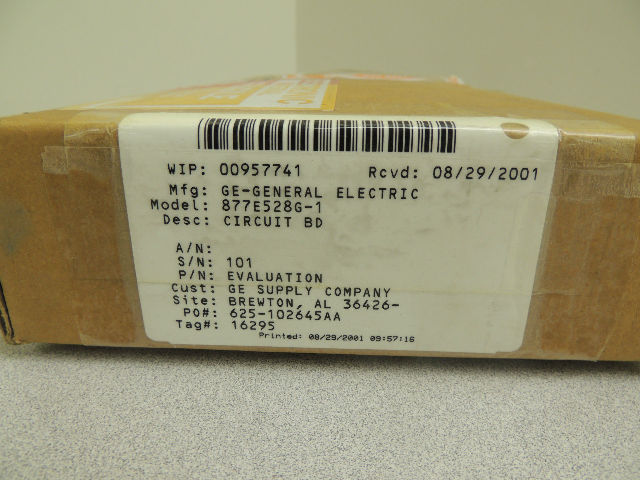 WIP: 00957741 Rcvd: 08/29/2001
Mfg: GE-GENERAL ELECTRIC
Model: 877E528G-1
Desc: CIRCUIT BD
A/N:
S/N: 101
P/N: EVALUATION
Cust: GE SUPPLY COMPANY
Site: BREWTON, AL 36426-
PO#: 625-102645AA
Tag#: 16295
Printed: 08/29/2001 09:57:16